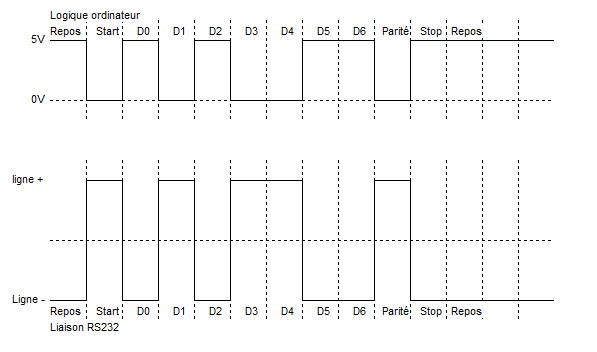 Logique ordinateur
Repos Start D0 D1 D2 D3 D4 D5 D6 Parité Stop Repos
5V
0V
ligne +
Ligne -
Repos Start D0 D1 D2 D3 D4 D5 D6 Parité Stop Repos
Liaison RS232